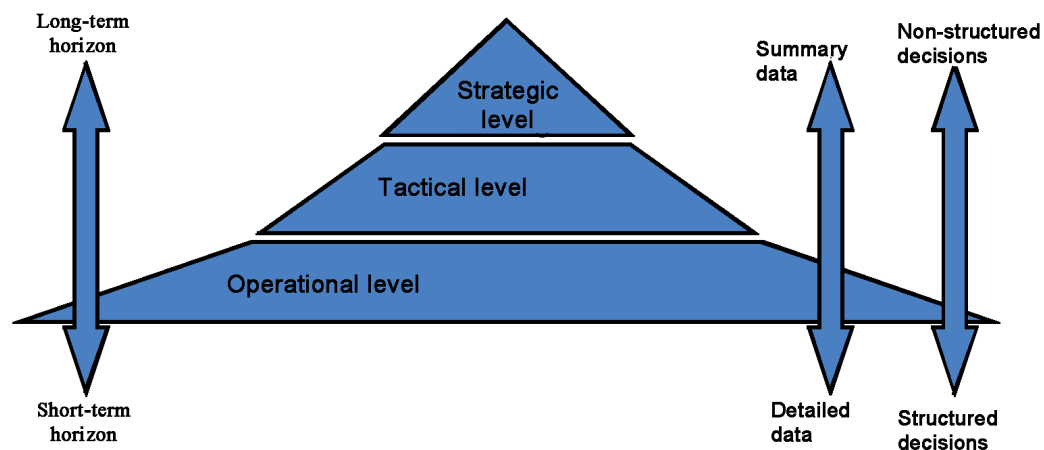 Long-term
horizon
Strategic
level
Summary
data
Non-structured
decisions
Tactical level
Operational level
Short-term
horizon
Detailed
data
Structured
decisions